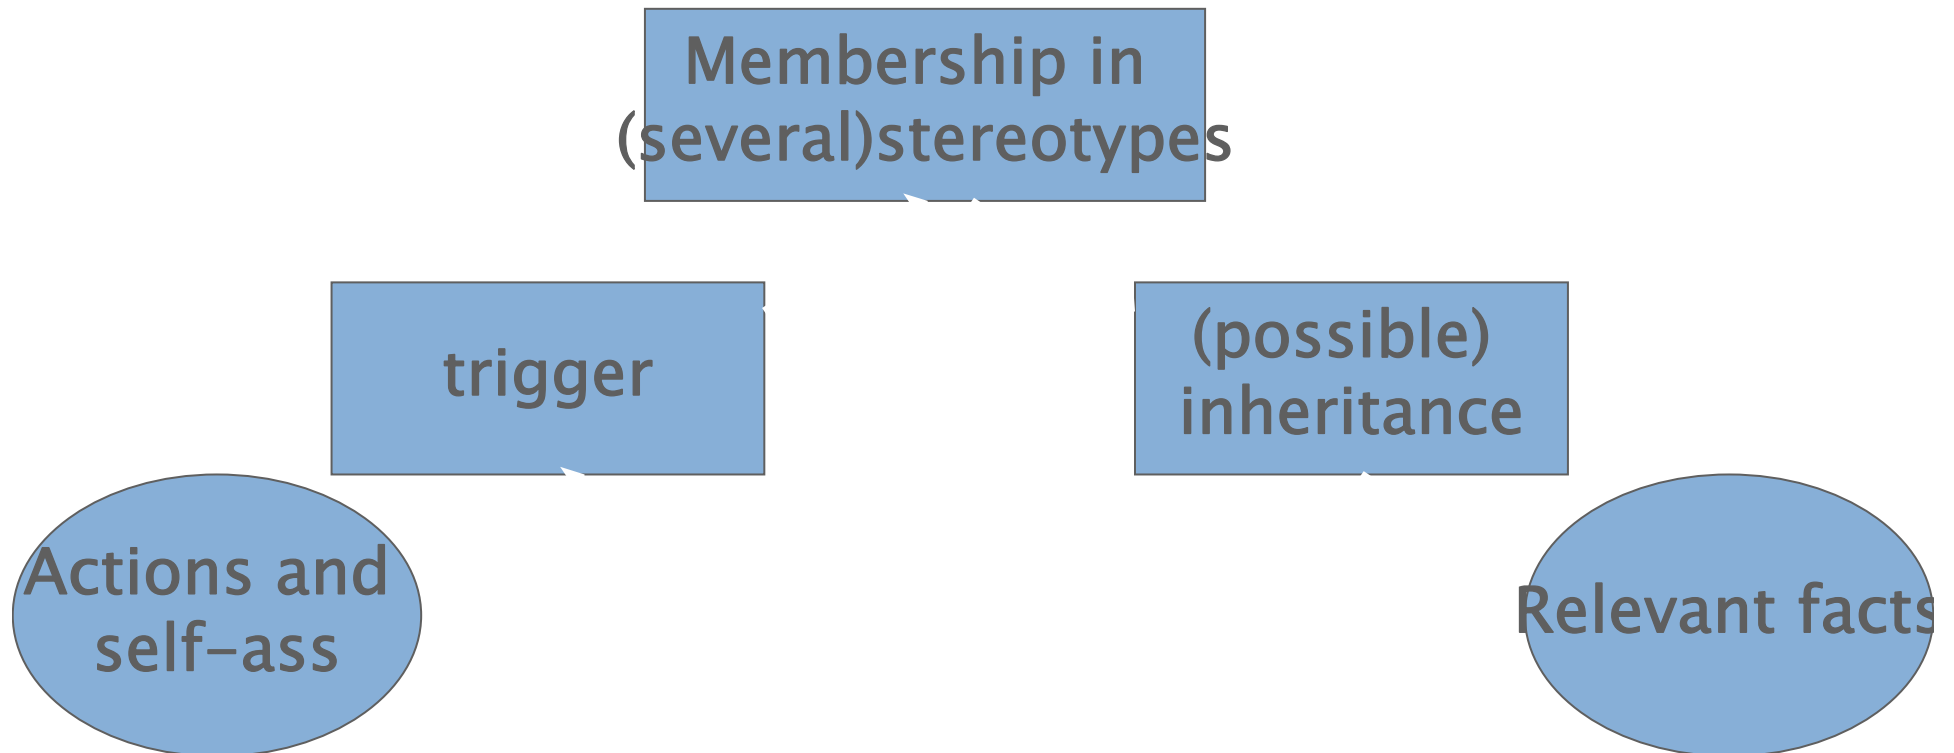 Membership in
(several)stereotypes
trigger
(possible)
inheritance
Actions and
self-ass
Relevant facts